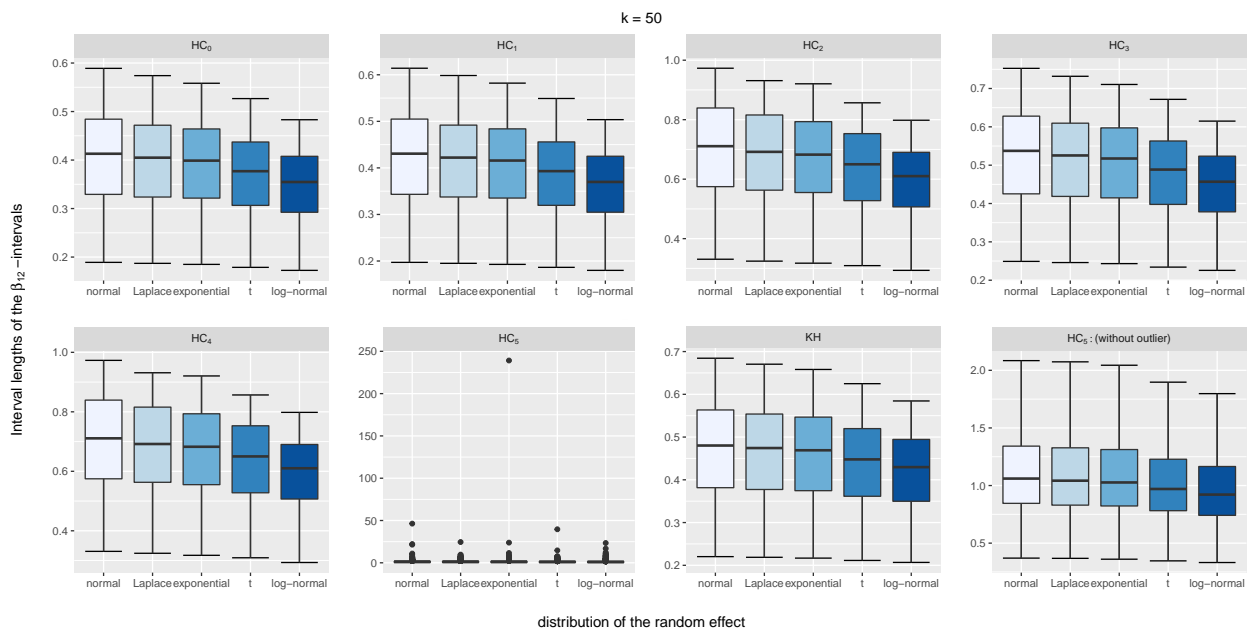 k = 50
Interval lengths of the β₁₂−intervals
HC₀
0.6
0.5
0.4
0.3
0.2
normal Laplace exponential t log−normal
HC₁
0.6
0.5
0.4
0.3
0.2
normal Laplace exponential t log−normal
HC₂
1.0
0.8
0.6
0.4
normal Laplace exponential t log−normal
HC₃
0.7
0.6
0.5
0.4
0.3
0.2
normal Laplace exponential t log−normal
HC₄
1.0
0.8
0.6
0.4
normal Laplace exponential t log−normal
HC₅
250
200
150
100
50
0
normal Laplace exponential t log−normal
KH
0.7
0.6
0.5
0.4
0.3
0.2
normal Laplace exponential t log−normal
HC₅ : (without outlier)
2.0
1.5
1.0
0.5
normal Laplace exponential t log−normal
distribution of the random effect